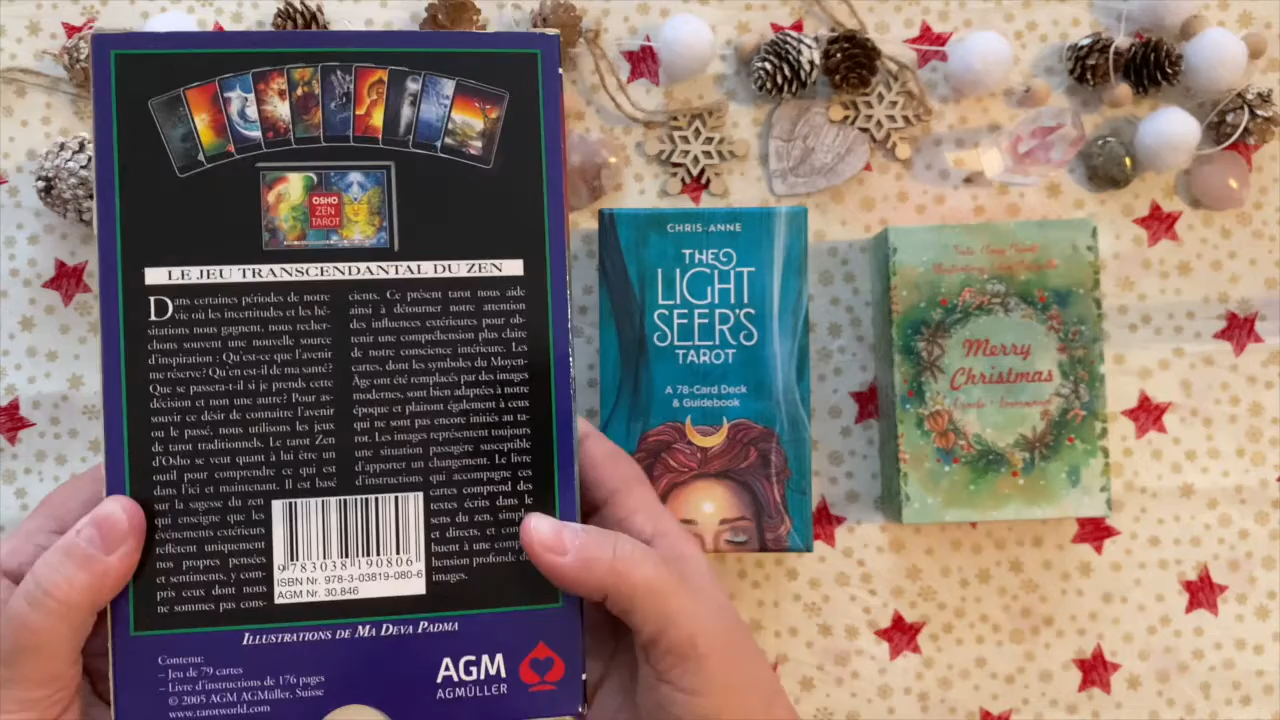 OSHO
ZEN
TAROT
LE JEU TRANSCENDANTAL DU ZEN
Dans certaines périodes de notre
vie où les incertitudes et les hé-
sitations nous gagnent, nous recher-
chons souvent une nouvelle source
d'inspiration : Qu'est-ce que l'avenir
me réserve? Qu'en est-il de ma santé?
Que se passera-t-il si je prends cette
décision et non une autre? Pour as-
souvir ce désir de connaitre l'avenir
ou le passé, nous utilisons les jeux
de tarot traditionnels. Le tarot Zen
d'Osho se veut quant à lui être un
outil pour comprendre ce qui est
dans l'ici et maintenant. Il est basé
sur la sagesse du zen
qui enseigne que les
événements extérieurs
reflètent uniquement
nos propres pensées
et sentiments, y com-
pris ceux dont nous
ne sommes pas cons-
cients. Ce présent tarot nous aide
ainsi à détourner notre attention
des influences extérieures pour ob-
tenir une compréhension plus claire
de notre conscience intérieure. Les
cartes, dont les symboles du Moyen-
Âge ont été remplacés par des images
modernes, sont bien adaptées à notre
époque et plairont également à ceux
qui ne sont pas encore initiés au ta-
rot. Les images représentent toujours
une situation passagère susceptible
d'apporter un changement. Le livre
d'instructions qui accompagne ces
cartes comprend des
textes écrits dans le
sens du zen, simples
et directs, et
buent à une
hension profonde
images.
9783038190806
ISBN Nr. 978-3-03819-080-6
AGM Nr. 30.846
ILLUSTRATIONS DE MA DEVA PADMA
Contenu:
– Jeu de 79 cartes
– Livre d'instructions de 176 pages
© 2005 AGM AGMüller, Suisse
www.tarotworld.com
AGM
AGMÜLLER
CHRIS-ANNE
THE
LIGHT
SEER'S
TAROT
A 78-Card Deck
& Guidebook
Merry
Christmas